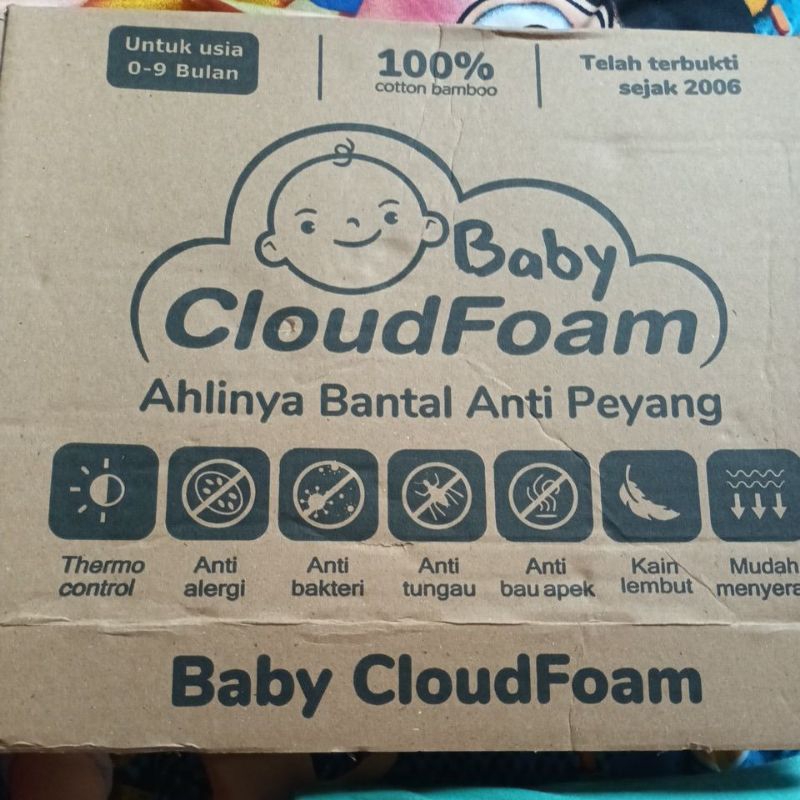 Untuk usia
0-9 Bulan
100%
cotton bamboo
Telah terbukti
sejak 2006
Baby
CloudFoam
Ahlinya Bantal Anti Peyang
Thermo
control
Anti
alergi
Anti
bakteri
Anti
tungau
Anti
bau apek
Kain
lembut
Mudah
menyera
Baby CloudFoam